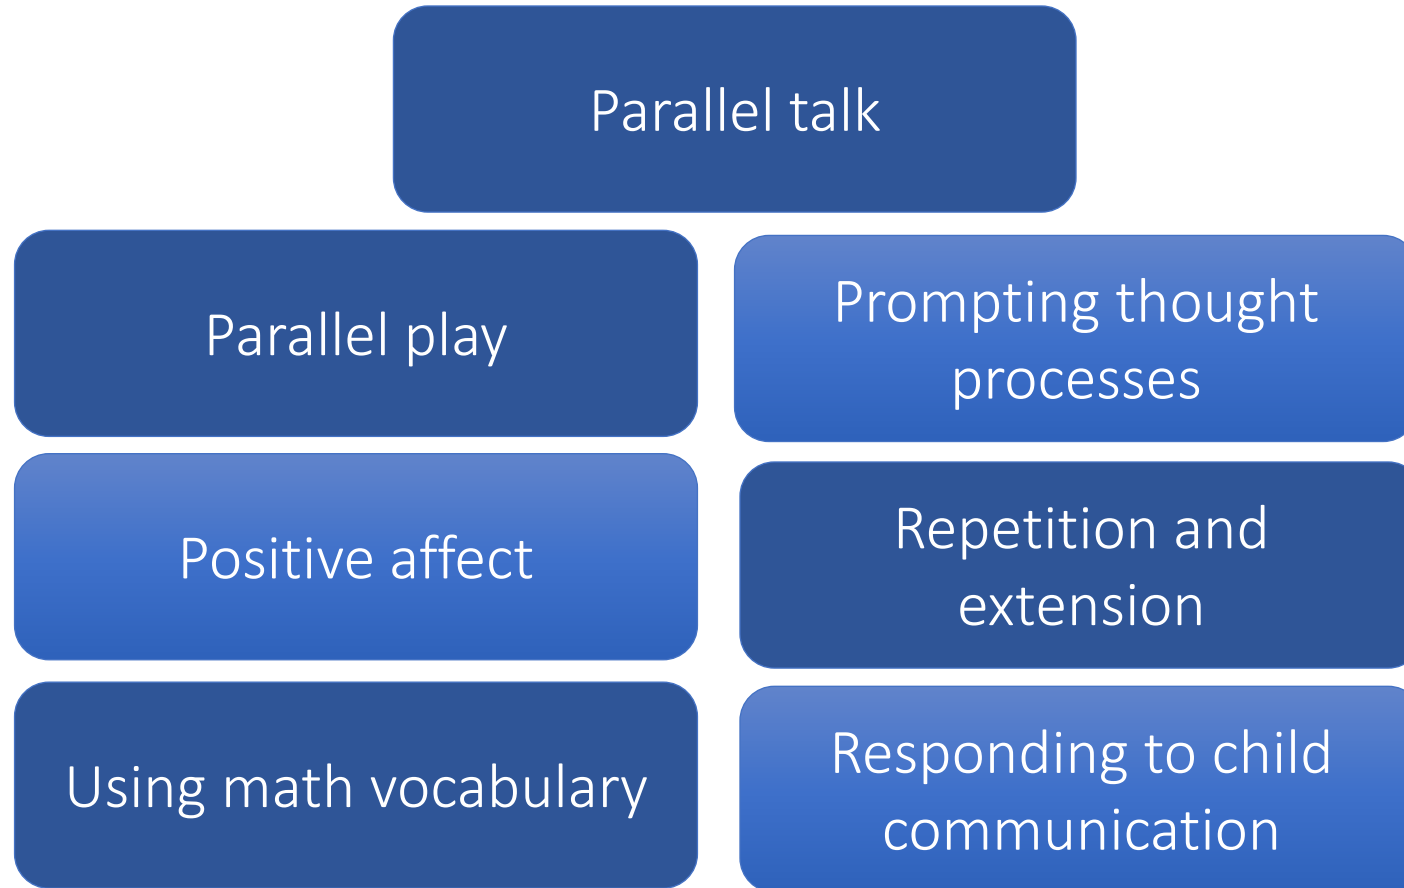 Parallel talk
Parallel play
Prompting thought
processes
Positive affect
Repetition and
extension
Using math vocabulary
Responding to child
communication